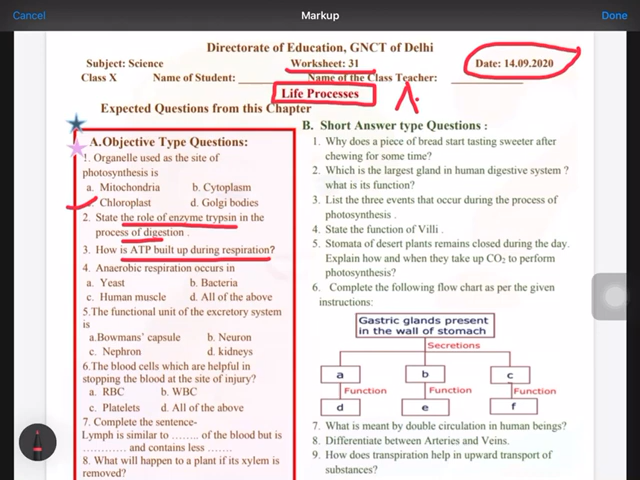 Cancel
Markup
Done
Directorate of Education, GNCT of Delhi
Subject: Science Worksheet: 31 Date: 14.09.2020
Class X Name of Student: __________ Name of the Class Teacher: __________
Life Processes
Expected Questions from this Chapter
A.Objective Type Questions:
1. Organelle used as the site of
photosynthesis is
a. Mitochondria b. Cytoplasm
Chloroplast d. Golgi bodies
2. State the role of enzyme trypsin in the
process of digestion.
3. How is ATP built up during respiration?
4. Anaerobic respiration occurs in
a. Yeast b. Bacteria
c. Human muscle d. All of the above
5.The functional unit of the excretory system
is
a.Bowmans' capsule b. Neuron
c. Nephron d. kidneys
6.The blood cells which are helpful in
stopping the blood at the site of injury?
a. RBC b. WBC
c. Platelets d. All of the above
7. Complete the sentence-
Lymph is similar to ........ of the blood but is
............ and contains less .......
8. What will happen to a plant if its xylem is
removed?
B. Short Answer type Questions :
1. Why does a piece of bread start tasting sweeter after
chewing for some time?
2. Which is the largest gland in human digestive system ?
what is its function?
3. List the three events that occur during the process of
photosynthesis .
4. State the function of Villi .
5. Stomata of desert plants remains closed during the day.
Explain how and when they take up CO₂ to perform
photosynthesis?
6. Complete the following flow chart as per the given
instructions:
Gastric glands present
in the wall of stomach
Secretions
a b c
Function Function Function
d e f
7. What is meant by double circulation in human beings?
8. Differentiate between Arteries and Veins.
9. How does transpiration help in upward transport of
substances?